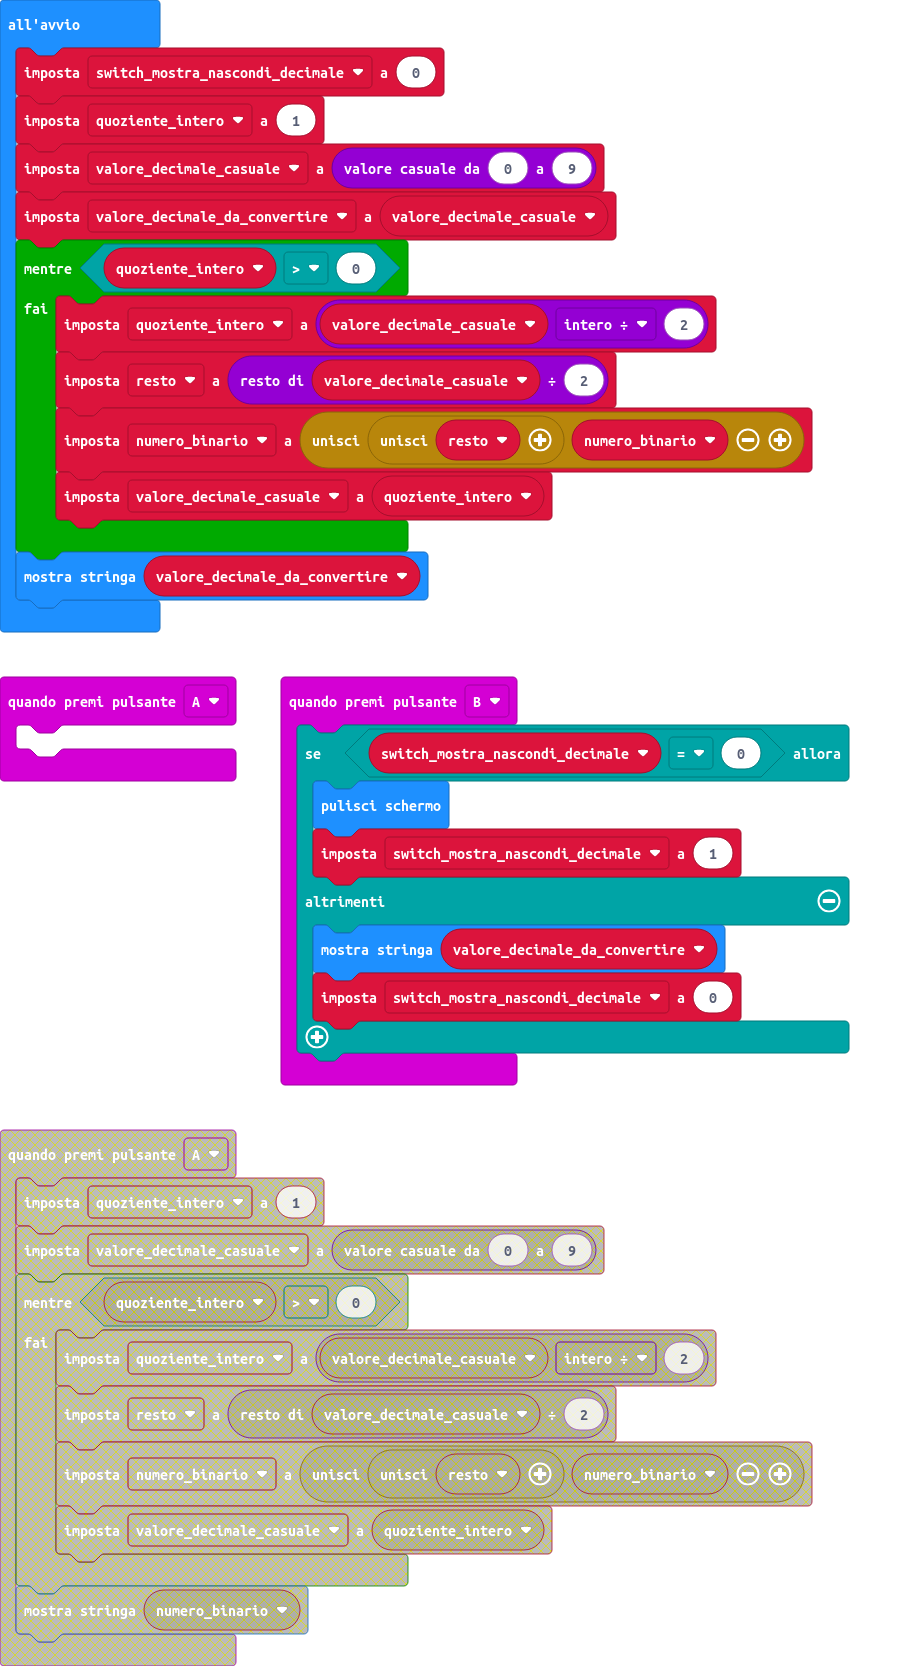 all'avvio
imposta switch_mostra_nascondi_decimale a 0
imposta quoziente_intero a 1
imposta valore_decimale_casuale a valore casuale da 0 a 9
imposta valore_decimale_da_convertire a valore_decimale_casuale
mentre quoziente_intero > 0
fai
imposta quoziente_intero a valore_decimale_casuale intero ÷ 2
imposta resto a resto di valore_decimale_casuale ÷ 2
imposta numero_binario a unisci unisci resto numero_binario
imposta valore_decimale_casuale a quoziente_intero
mostra stringa valore_decimale_da_convertire
quando premi pulsante A
quando premi pulsante B
se switch_mostra_nascondi_decimale = 0 allora
pulisci schermo
imposta switch_mostra_nascondi_decimale a 1
altrimenti
mostra stringa valore_decimale_da_convertire
imposta switch_mostra_nascondi_decimale a 0
quando premi pulsante A
imposta quoziente_intero a 1
imposta valore_decimale_casuale a valore casuale da 0 a 9
mentre quoziente_intero > 0
fai
imposta quoziente_intero a valore_decimale_casuale intero ÷ 2
imposta resto a resto di valore_decimale_casuale ÷ 2
imposta numero_binario a unisci unisci resto numero_binario
imposta valore_decimale_casuale a quoziente_intero
mostra stringa numero_binario